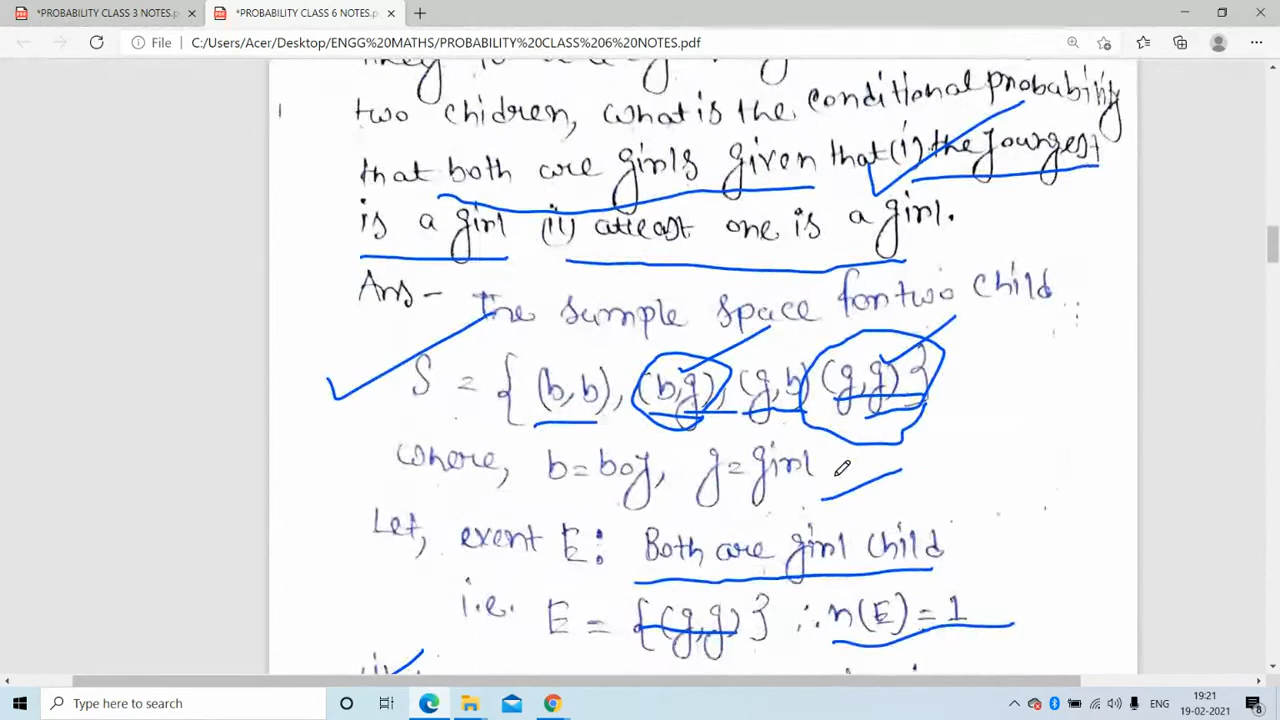 *PROBABILITY CLASS 3 NOTES.p
*PROBABILITY CLASS 6 NOTES.p
File
C:/Users/Acer/Desktop/ENGG%20MATHS/PROBABILITY%20CLASS%206%20NOTES.pdf
two chidren, what is the conditional probability
that both are girls given that (i) the youngest
is a girl (ii) atleast one is a girl.
Ans - The sample space for two child
S = { (b, b), (b, g), (g, b) (g, g) }
where, b = boy, g = girl
Let, event E : Both are girl child
i.e. E = {(g, g)} ∴ n(E) = 1
Type here to search
ENG
19:21
19-02-2021
8